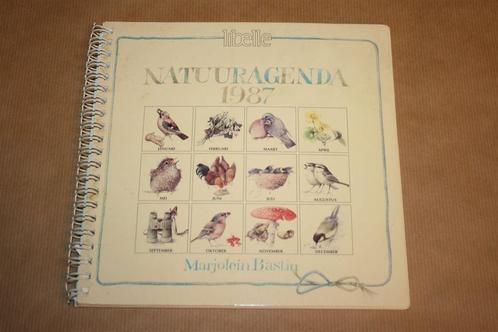 libelle
NATUURAGENDA
1987
JANUARI FEBRUARI MAART APRIL
MEI JUNI JULI AUGUSTUS
SEPTEMBER OKTOBER NOVEMBER DECEMBER
Marjolein Bastin